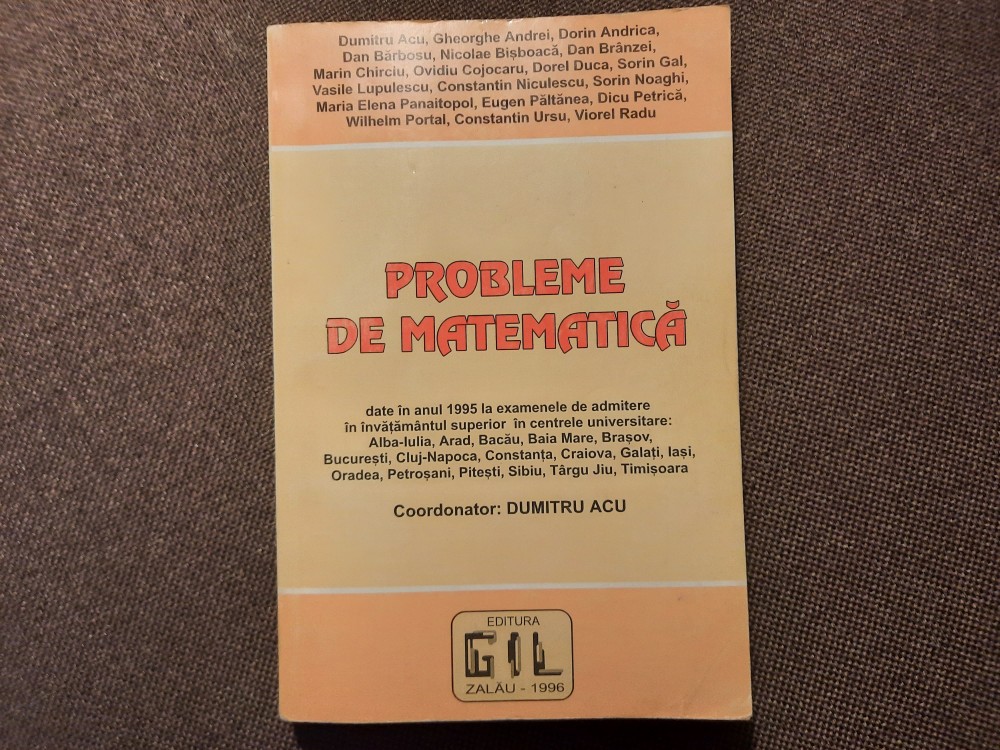 Dumitru Acu, Gheorghe Andrei, Dorin Andrica,
Dan Bărbosu, Nicolae Bișboacă, Dan Brânzei,
Marin Chirciu, Ovidiu Cojocaru, Dorel Duca, Sorin Gal,
Vasile Lupulescu, Constantin Niculescu, Sorin Noaghi,
Maria Elena Panaitopol, Eugen Păltănea, Dicu Petrică,
Wilhelm Portal, Constantin Ursu, Viorel Radu
PROBLEME
DE MATEMATICĂ
date în anul 1995 la examenele de admitere
în învățământul superior în centrele universitare:
Alba-Iulia, Arad, Bacău, Baia Mare, Brașov,
București, Cluj-Napoca, Constanța, Craiova, Galați, Iași,
Oradea, Petroșani, Pitești, Sibiu, Târgu Jiu, Timișoara
Coordonator: DUMITRU ACU
EDITURA
GIL
ZALĂU - 1996